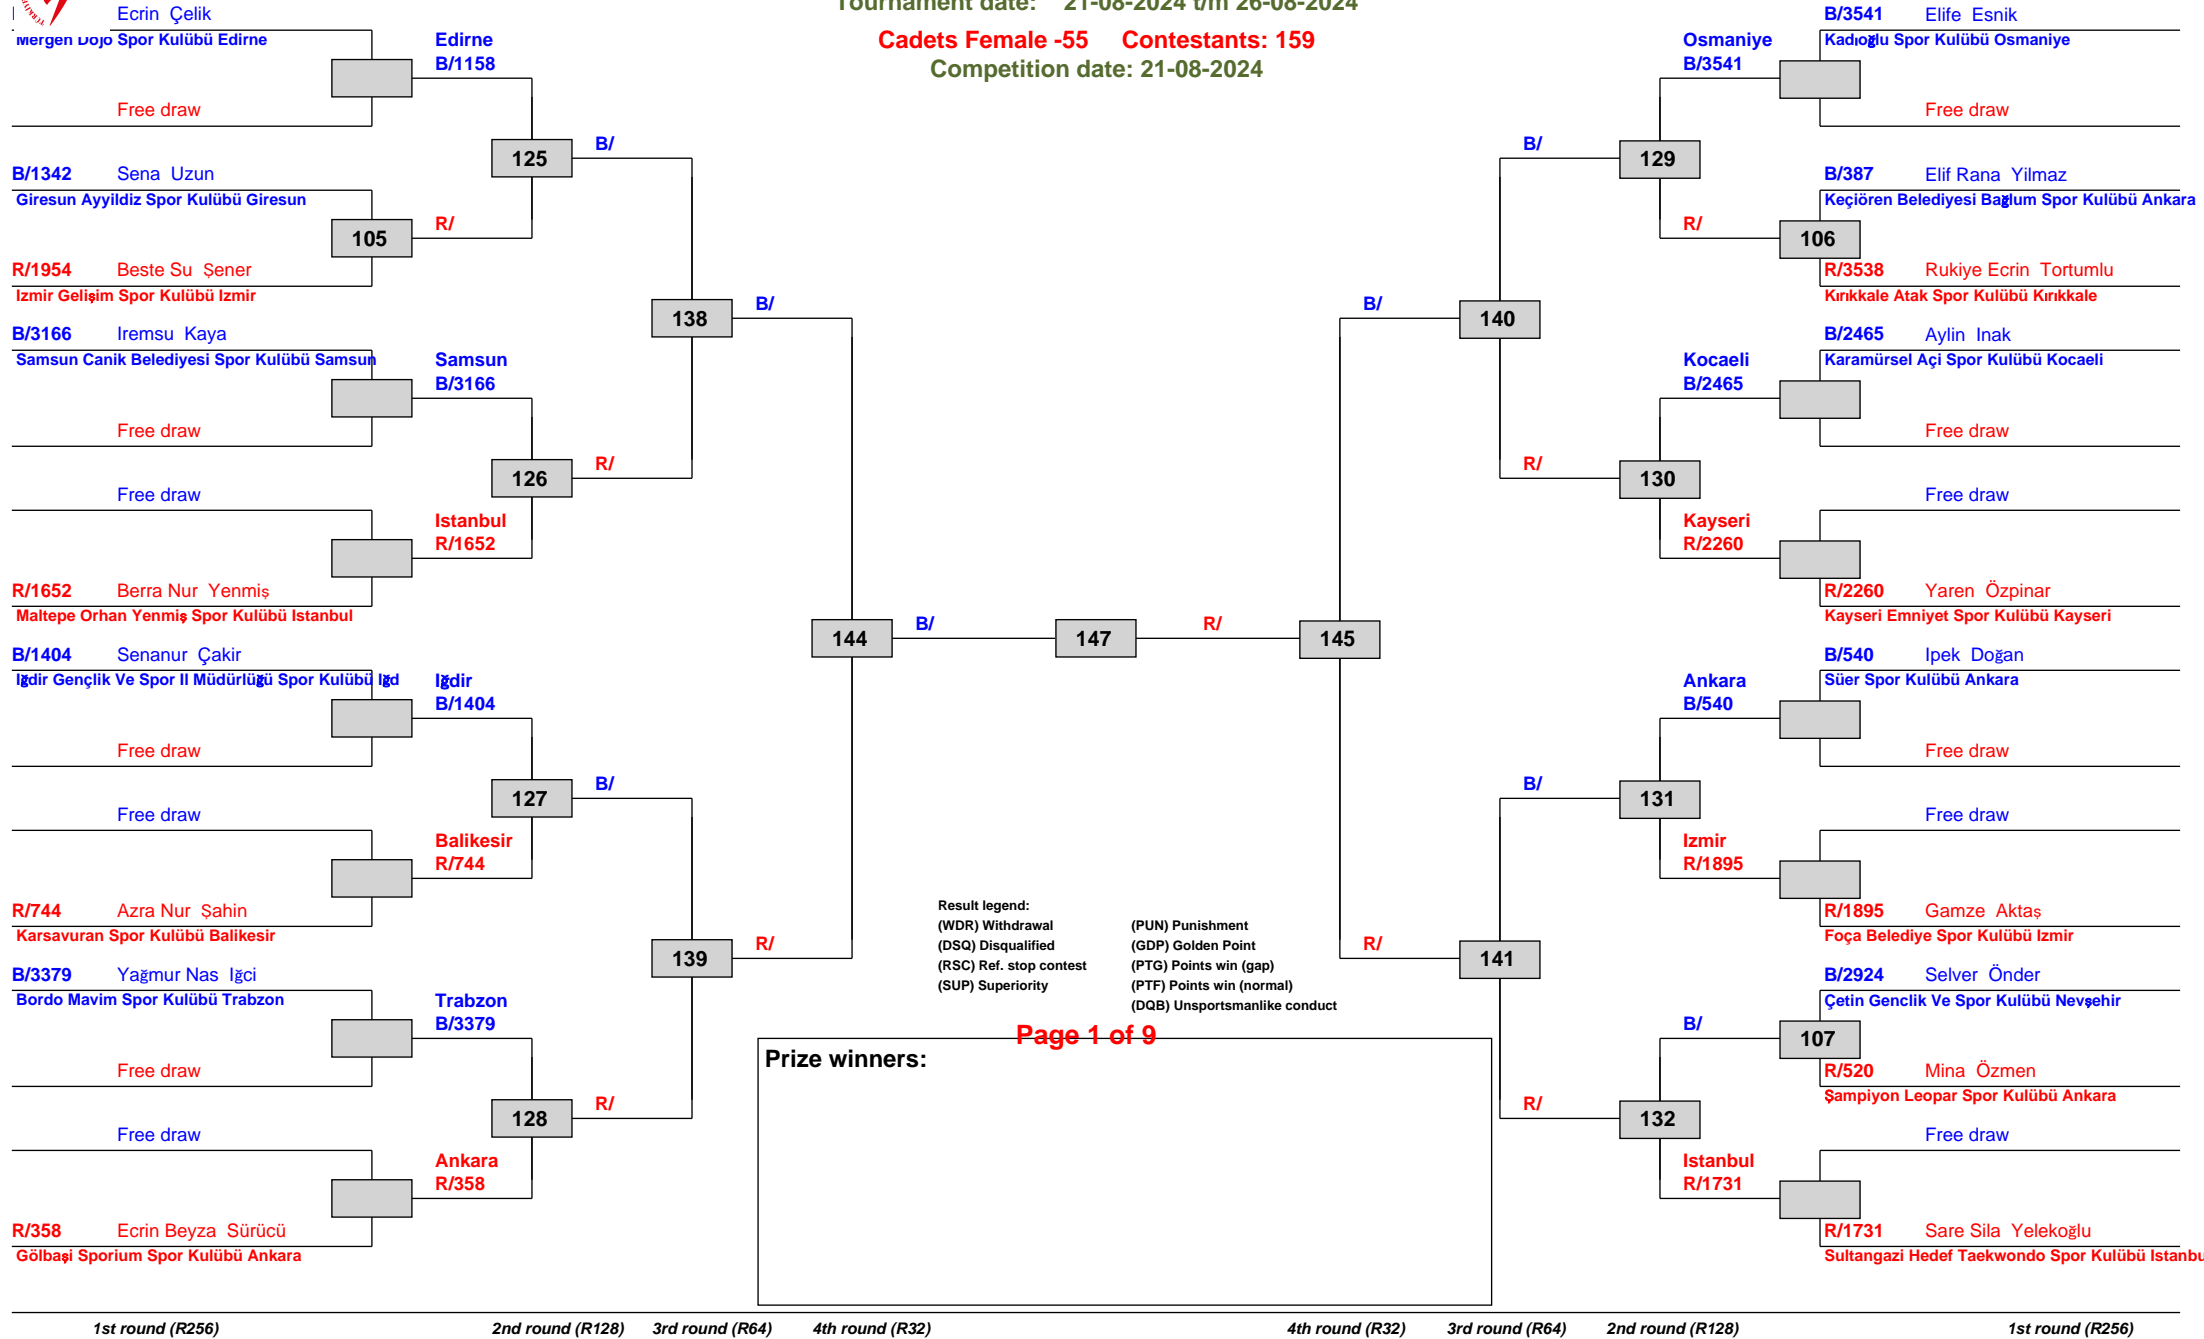 Tournament date: 21-08-2024 t/m 26-08-2024
Cadets Female -55 Contestants: 159
Competition date: 21-08-2024
Ecrin Çelik
Mergen Dojo Spor Kulübü Edirne
Edirne
B/1158
Free draw
125
B/
B/1342 Sena Uzun
Giresun Ayyildiz Spor Kulübü Giresun
105
R/
R/1954 Beste Su Şener
Izmir Gelişim Spor Kulübü Izmir
138
B/
B/3166 Iremsu Kaya
Samsun Canik Belediyesi Spor Kulübü Samsun
Samsun
B/3166
Free draw
126
R/
Free draw
Istanbul
R/1652
R/1652 Berra Nur Yenmiş
Maltepe Orhan Yenmiş Spor Kulübü Istanbul
144
B/
147
R/
145
B/1404 Senanur Çakir
Iğdir Gençlik Ve Spor II Müdürlüğü Spor Kulübü Iğd
Iğdir
B/1404
Free draw
127
B/
Free draw
Balikesir
R/744
R/744 Azra Nur Şahin
Karsavuran Spor Kulübü Balikesir
139
R/
B/3379 Yağmur Nas Iğci
Bordo Mavim Spor Kulübü Trabzon
Trabzon
B/3379
Free draw
128
R/
Free draw
Ankara
R/358
R/358 Ecrin Beyza Sürücü
Gölbaşi Sporium Spor Kulübü Ankara
B/3541 Elife Esnik
Kadıoğlu Spor Kulübü Osmaniye
Osmaniye
B/3541
Free draw
B/
129
B/387 Elif Rana Yilmaz
Keçiören Belediyesi Bağlum Spor Kulübü Ankara
R/
106
R/3538 Rukiye Ecrin Tortumlu
Kırıkkale Atak Spor Kulübü Kırıkkale
B/
140
B/2465 Aylin Inak
Karamürsel Açi Spor Kulübü Kocaeli
Kocaeli
B/2465
Free draw
R/
130
Free draw
Kayseri
R/2260
R/2260 Yaren Özpinar
Kayseri Emniyet Spor Kulübü Kayseri
B/540 Ipek Doğan
Süer Spor Kulübü Ankara
Ankara
B/540
Free draw
B/
131
Free draw
Izmir
R/1895
R/1895 Gamze Aktaş
Foça Belediye Spor Kulübü Izmir
R/
141
B/2924 Selver Önder
Çetin Genclik Ve Spor Kulübü Nevşehir
B/
107
R/520 Mina Özmen
Şampiyon Leopar Spor Kulübü Ankara
R/
132
Free draw
Istanbul
R/1731
R/1731 Sare Sila Yelekoğlu
Sultangazi Hedef Taekwondo Spor Kulübü Istanbu
Result legend:
(WDR) Withdrawal (PUN) Punishment
(DSQ) Disqualified (GDP) Golden Point
(RSC) Ref. stop contest (PTG) Points win (gap)
(SUP) Superiority (PTF) Points win (normal)
(DQB) Unsportsmanlike conduct
Page 1 of 9
Prize winners:
1st round (R256) 2nd round (R128) 3rd round (R64) 4th round (R32) 4th round (R32) 3rd round (R64) 2nd round (R128) 1st round (R256)